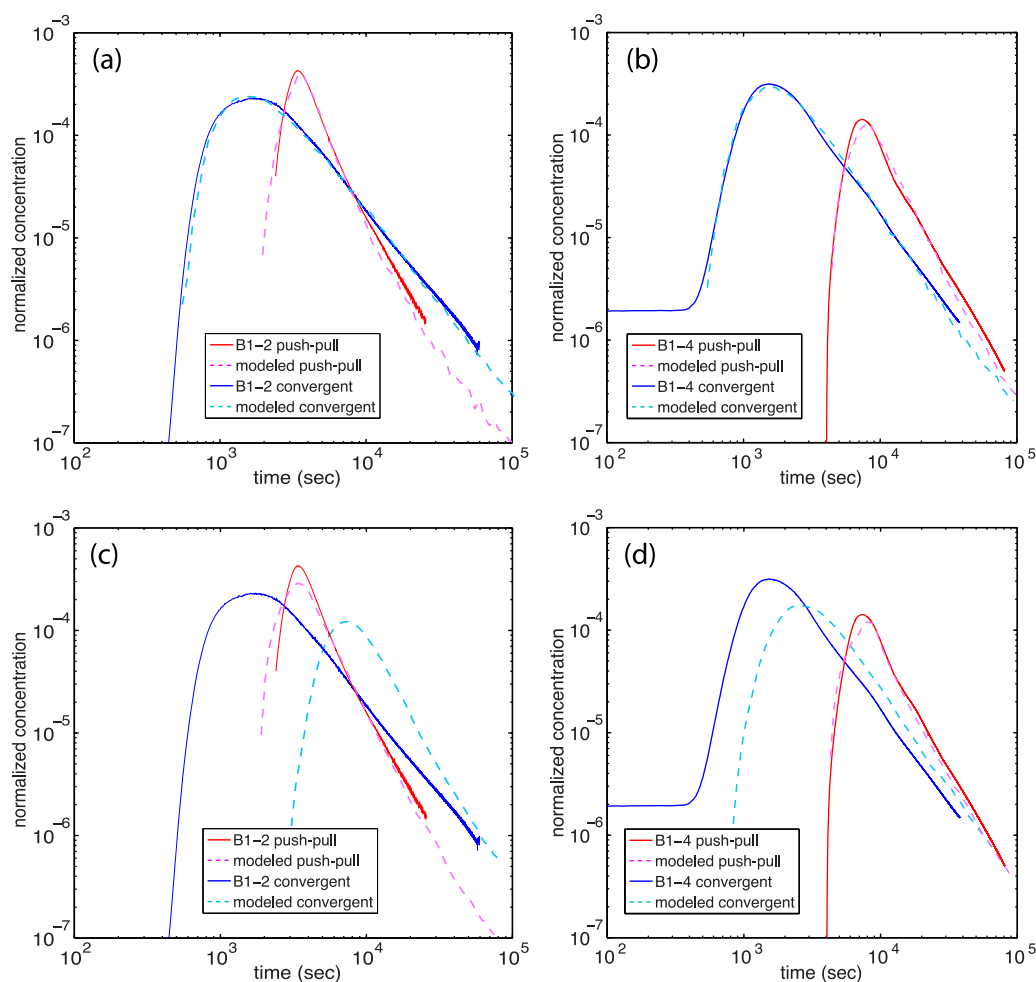 (a)
normalized concentration
10−3
10−4
10−5
10−6
10−7
B1−2 push−pull
modeled push−pull
B1−2 convergent
modeled convergent
102
103
104
105
time (sec)
(b)
normalized concentration
10−3
10−4
10−5
10−6
10−7
B1−4 push−pull
modeled push−pull
B1−4 convergent
modeled convergent
102
103
104
105
time (sec)
(c)
normalized concentration
10−3
10−4
10−5
10−6
10−7
B1−2 push−pull
modeled push−pull
B1−2 convergent
modeled convergent
102
103
104
105
time (sec)
(d)
normalized concentration
10−3
10−4
10−5
10−6
10−7
B1−4 push−pull
modeled push−pull
B1−4 convergent
modeled convergent
102
103
104
105
time (sec)